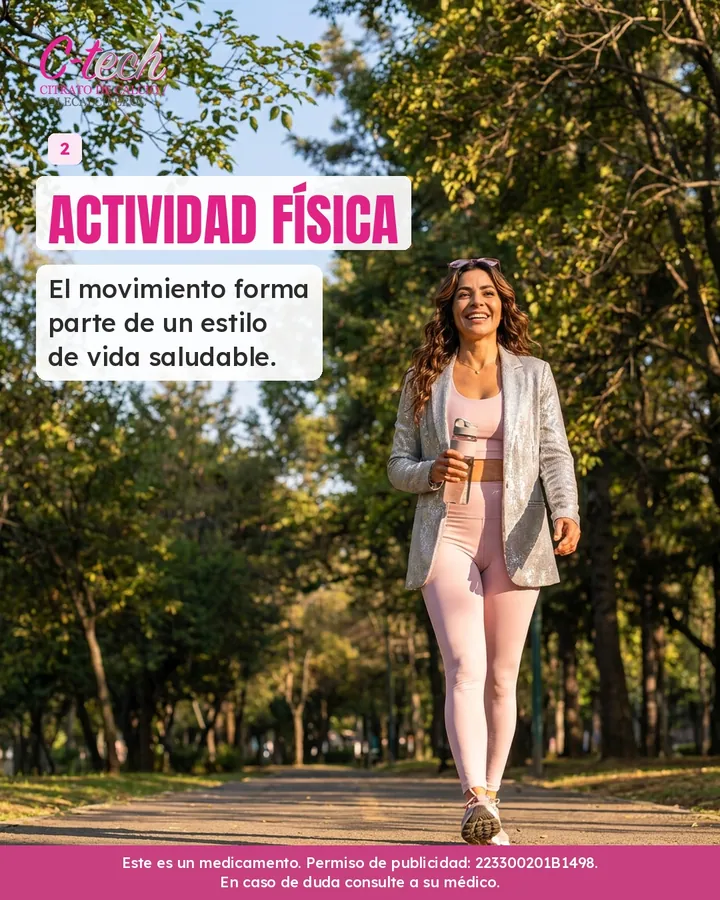 C-tech
CITRATO DE CALCIO
2
ACTIVIDAD FÍSICA
El movimiento forma
parte de un estilo
de vida saludable.
Este es un medicamento. Permiso de publicidad: 223300201B1498.
En caso de duda consulte a su médico.